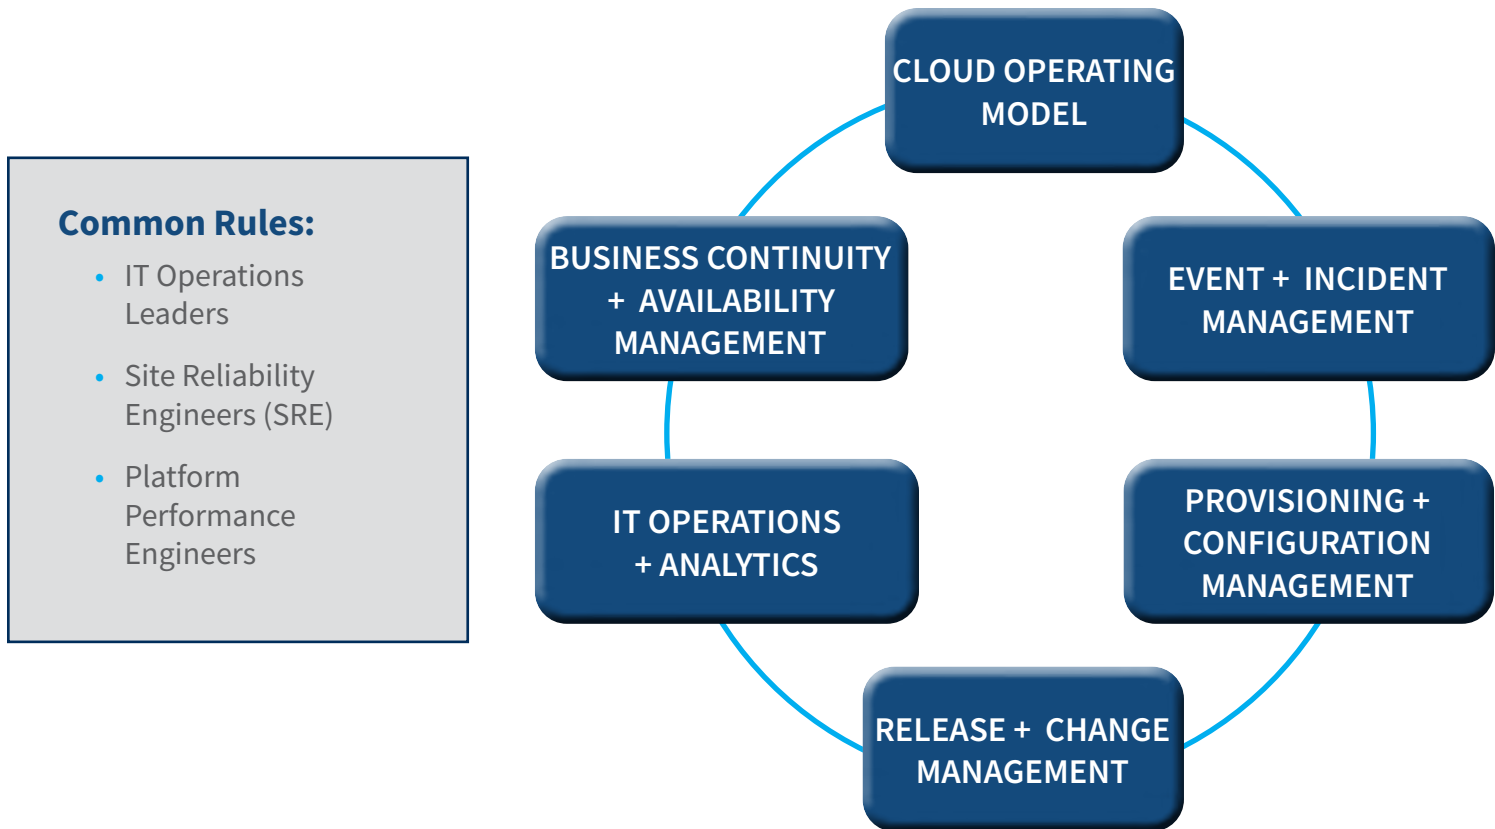 Common Rules:
• IT Operations
Leaders
• Site Reliability
Engineers (SRE)
• Platform
Performance
Engineers
CLOUD OPERATING
MODEL
EVENT + INCIDENT
MANAGEMENT
PROVISIONING +
CONFIGURATION
MANAGEMENT
RELEASE + CHANGE
MANAGEMENT
IT OPERATIONS
+ ANALYTICS
BUSINESS CONTINUITY
+ AVAILABILITY
MANAGEMENT